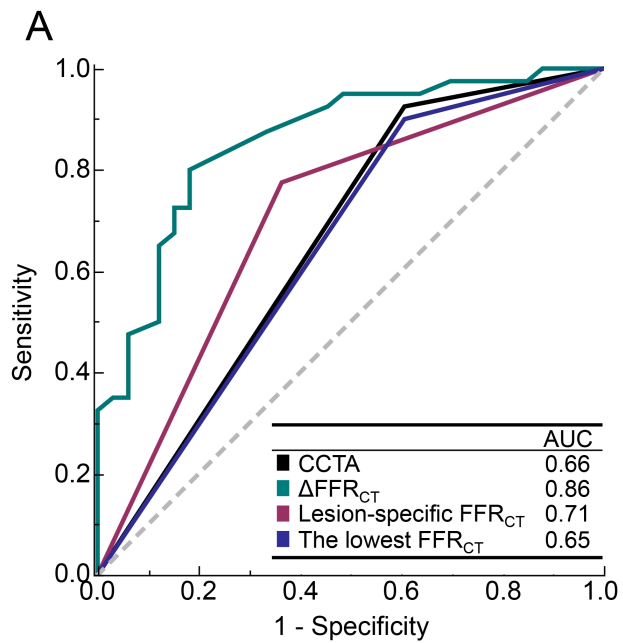 A
1.0
0.8
0.6
0.4
0.2
0.0
Sensitivity
AUC
CCTA 0.66
ΔFFRCT 0.86
Lesion-specific FFRCT 0.71
The lowest FFRCT 0.65
0.0 0.2 0.4 0.6 0.8 1.0
1 - Specificity